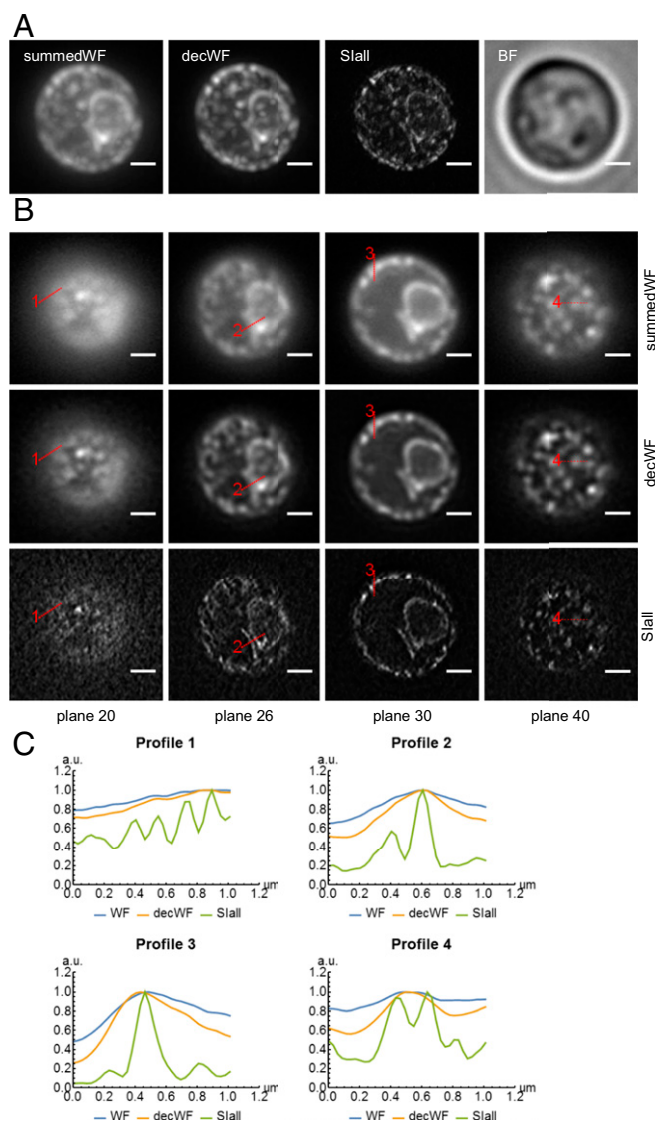 A
summedWF decWF SIall BF
B
1 2 3 4
summedWF
1 2 3 4
decWF
1 2 3 4
SIall
plane 20 plane 26 plane 30 plane 40
C
Profile 1 Profile 2
a.u. a.u.
1.2 1.2
1.0 1.0
0.8 0.8
0.6 0.6
0.4 0.4
0.2 0.2
0.0 0.0
0.0 0.2 0.4 0.6 0.8 1.0 1.2 μm 0.0 0.2 0.4 0.6 0.8 1.0 1.2 μm
WF decWF SIall WF decWF SIall
Profile 3 Profile 4
a.u. a.u.
1.2 1.2
1.0 1.0
0.8 0.8
0.6 0.6
0.4 0.4
0.2 0.2
0.0 0.0
0.0 0.2 0.4 0.6 0.8 1.0 1.2 μm 0.0 0.2 0.4 0.6 0.8 1.0 1.2 μm
WF decWF SIall WF decWF SIall